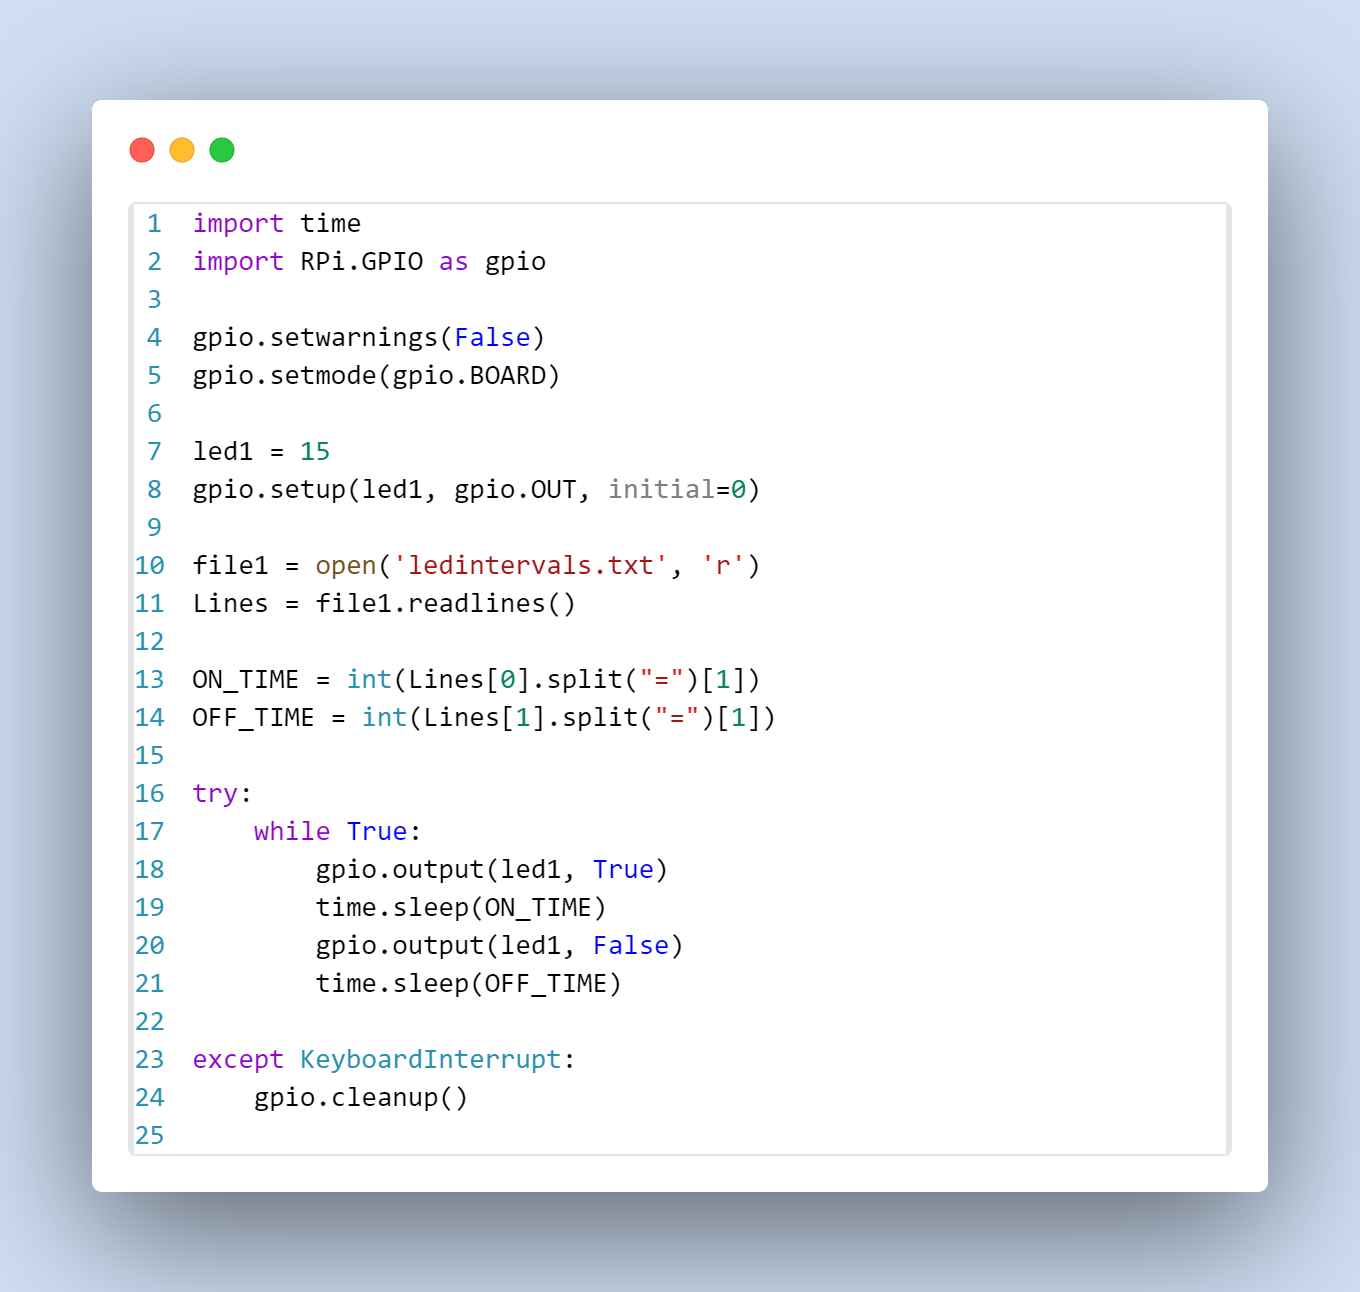 1 import time
2 import RPi.GPIO as gpio
3
4 gpio.setwarnings(False)
5 gpio.setmode(gpio.BOARD)
6
7 led1 = 15
8 gpio.setup(led1, gpio.OUT, initial=0)
9
10 file1 = open('ledintervals.txt', 'r')
11 Lines = file1.readlines()
12
13 ON_TIME = int(Lines[0].split("=")[1])
14 OFF_TIME = int(Lines[1].split("=")[1])
15
16 try:
17     while True:
18         gpio.output(led1, True)
19         time.sleep(ON_TIME)
20         gpio.output(led1, False)
21         time.sleep(OFF_TIME)
22
23 except KeyboardInterrupt:
24     gpio.cleanup()
25